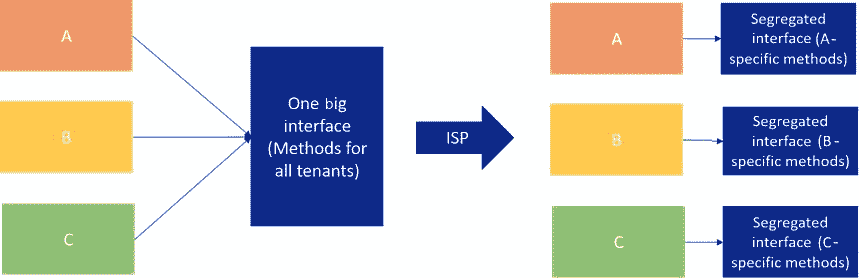 A
B
C
One big
interface
(Methods for
all tenants)
ISP
A
Segregated
interface (A-
specific methods)
B
Segregated
interface (B-
specific methods)
C
Segregated
interface (C-
specific methods)